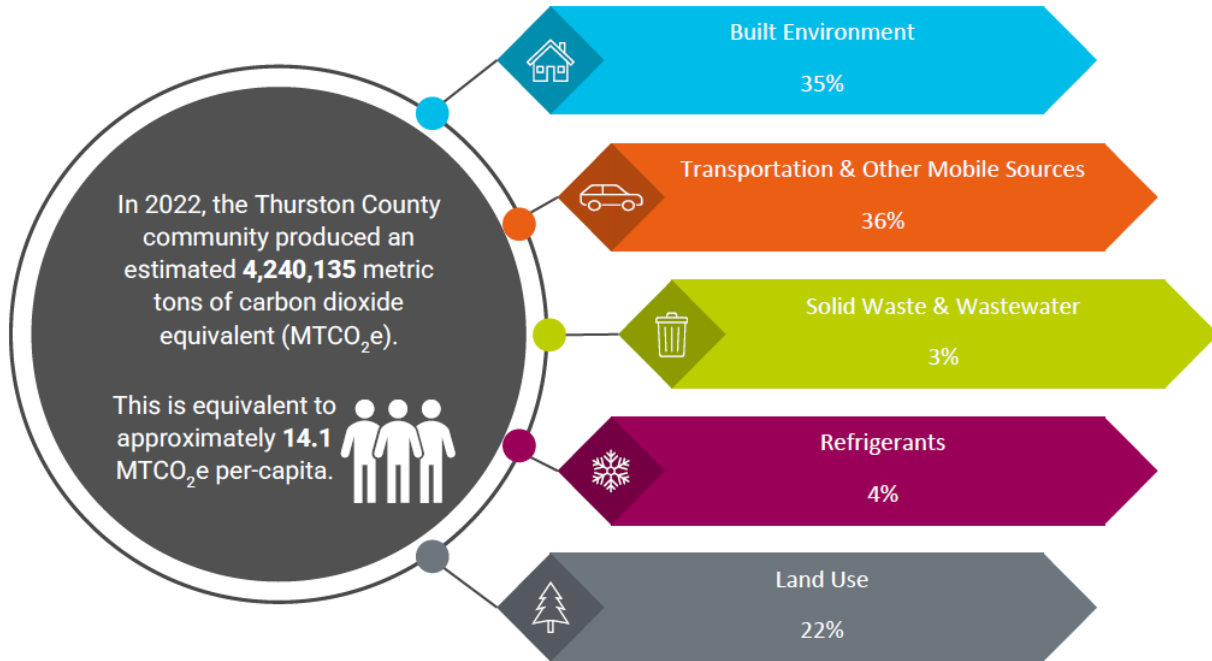 In 2022, the Thurston County
community produced an
estimated 4,240,135 metric
tons of carbon dioxide
equivalent (MTCO₂e).
This is equivalent to
approximately 14.1
MTCO₂e per-capita.
Built Environment
35%
Transportation & Other Mobile Sources
36%
Solid Waste & Wastewater
3%
Refrigerants
4%
Land Use
22%